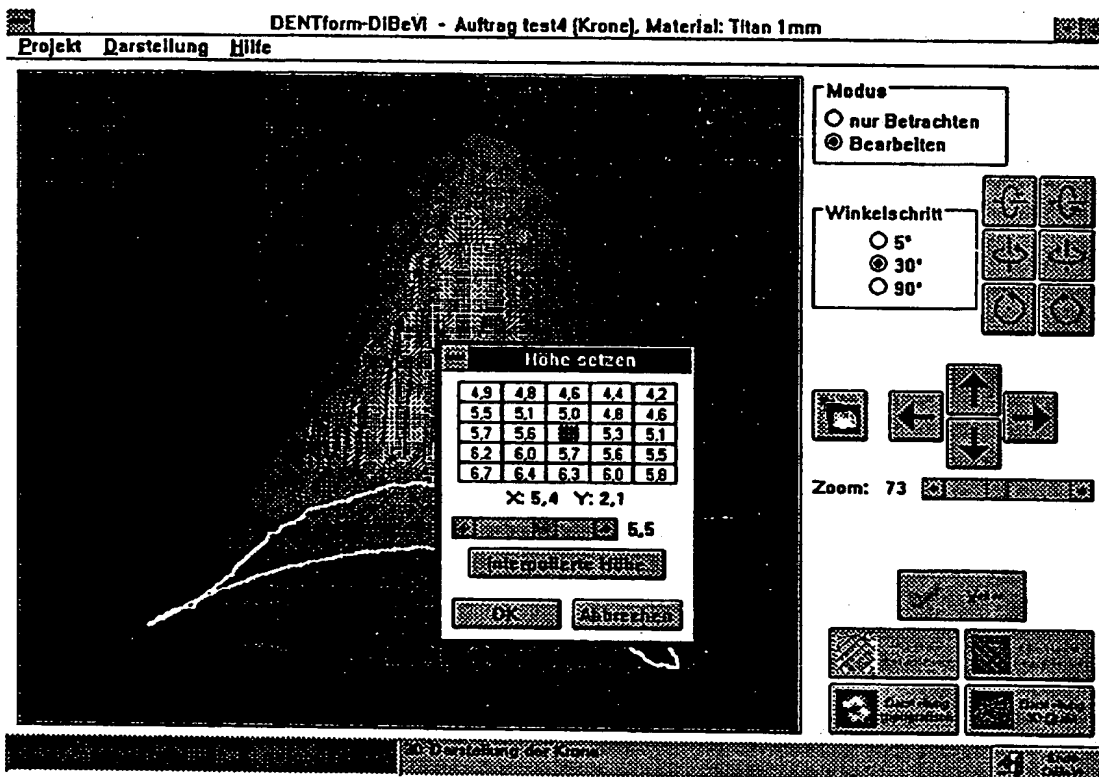 DENTform-DiBeVi - Auftrag test4 (Krone), Material: Titan 1mm
Projekt Darstellung Hilfe
Modus
nur Betrachten
Bearbeiten
Winkelschritt
5°
30°
90°
Höhe setzen
4,9 4,8 4,6 4,4 4,2
5,5 5,1 5,0 4,8 4,6
5,7 5,6 5,3 5,1
6,2 6,0 5,7 5,6 5,5
6,7 6,4 6,3 6,0 5,8
X: 5,4 Y: 2,1
5,5
Interpolierte Höhe
OK Abbrechen
Zoom: 73
3D-Darstellung der Krone